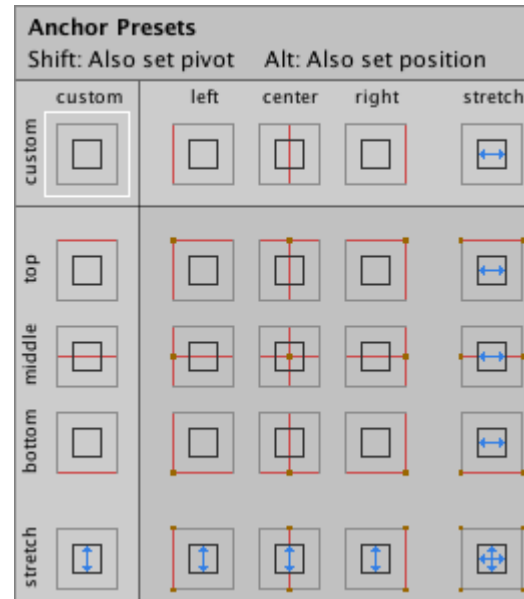 Anchor Presets
Shift: Also set pivot Alt: Also set position
custom left center right stretch
custom
top
middle
bottom
stretch